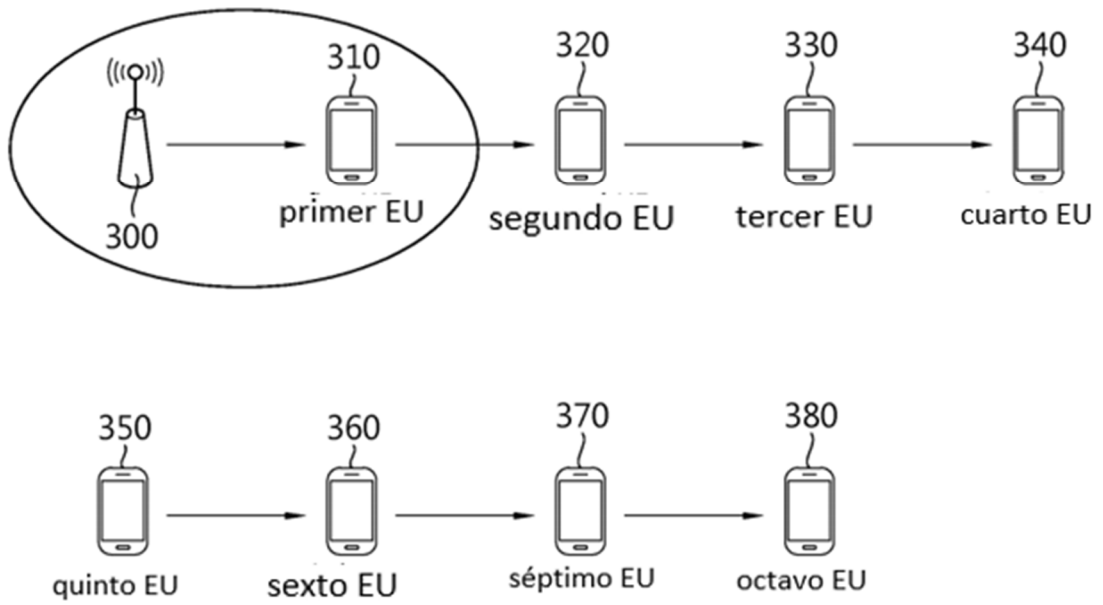 310
320
330
340
300
primer EU
segundo EU
tercer EU
cuarto EU
350
360
370
380
quinto EU
sexto EU
séptimo EU
octavo EU